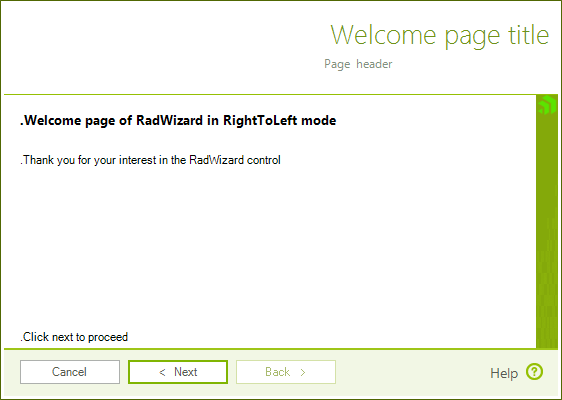 Welcome page title
Page header
.Welcome page of RadWizard in RightToLeft mode
.Thank you for your interest in the RadWizard control
.Click next to proceed
Cancel
< Next
Back >
Help ?